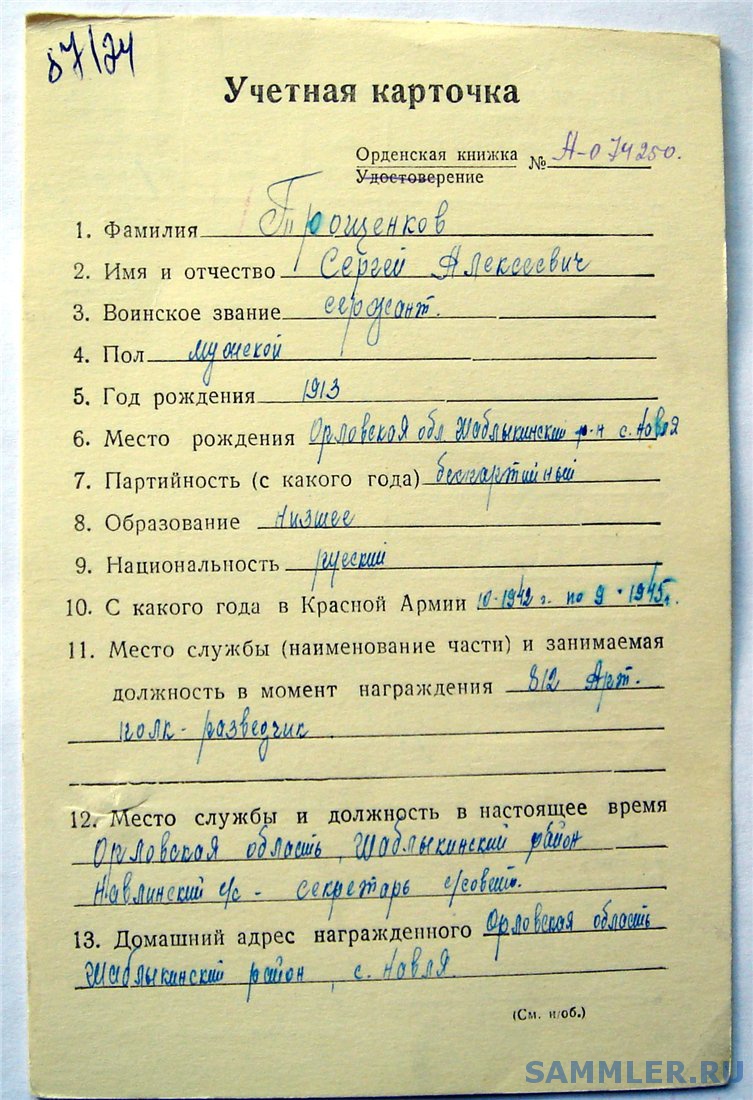 87/24
Учетная карточка
Орденская книжка № А-074250.
Удостоверение
1. Фамилия Трощенков
2. Имя и отчество Сергей Алексеевич
3. Воинское звание сержант.
4. Пол мужской
5. Год рождения 1913
6. Место рождения Орловская обл Шаблыкинский р-н с. Навля
7. Партийность (с какого года) беспартийный
8. Образование низшее
9. Национальность русский
10. С какого года в Красной Армии 10-1942 г. по 9 - 1945г.
11. Место службы (наименование части) и занимаемая
должность в момент награждения 812 Арт.
полк - разведчик
12. Место службы и должность в настоящее время
Орловская область, Шаблыкинский район
Навлинский с/с - секретарь с/совет.
13. Домашний адрес награжденного Орловская область
Шаблыкинский район, с. Навля
(См. н/об.)
SAMMLER.RU